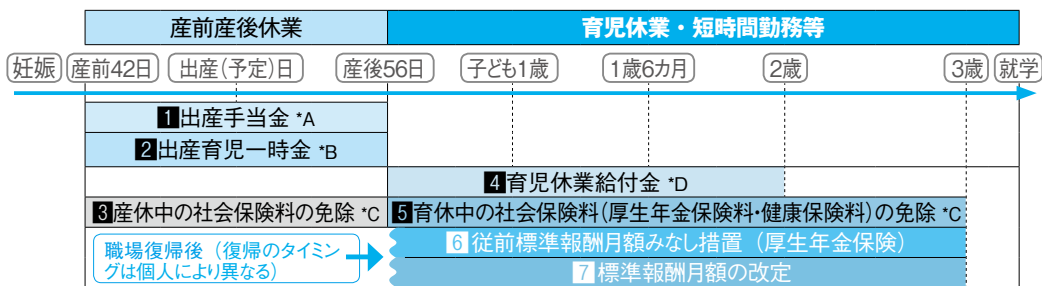 産前産後休業 育児休業・短時間勤務等
妊娠 産前42日 出産(予定)日 産後56日 子ども1歳 1歳6カ月 2歳 3歳 就学
1出産手当金 *A
2出産育児一時金 *B
4育児休業給付金 *D
3産休中の社会保険料の免除 *C 5育休中の社会保険料(厚生年金保険料・健康保険料)の免除 *C
職場復帰後(復帰のタイミン
グは個人により異なる)
6従前標準報酬月額みなし措置(厚生年金保険)
7標準報酬月額の改定